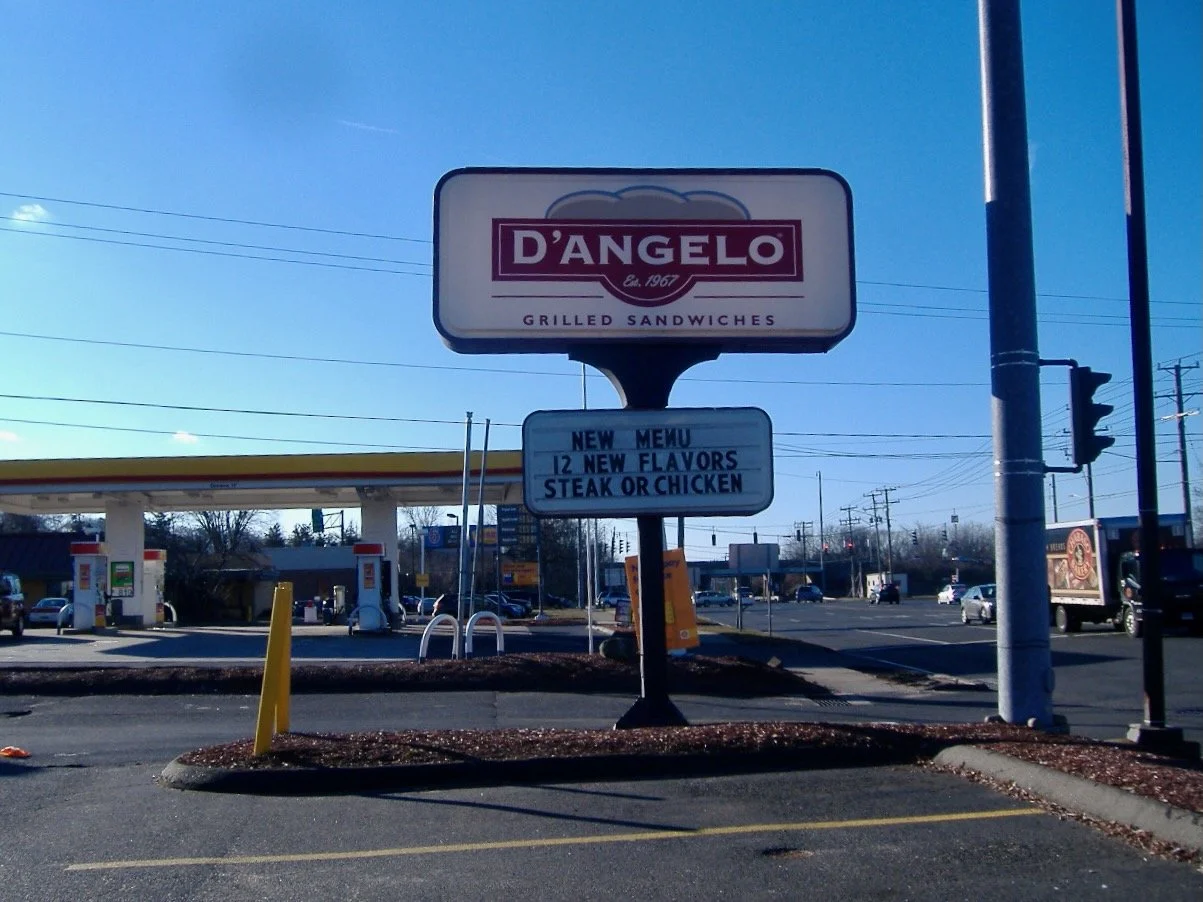 D'ANGELO
Est. 1967
GRILLED SANDWICHES
NEW MENU
12 NEW FLAVORS
STEAK OR CHICKEN